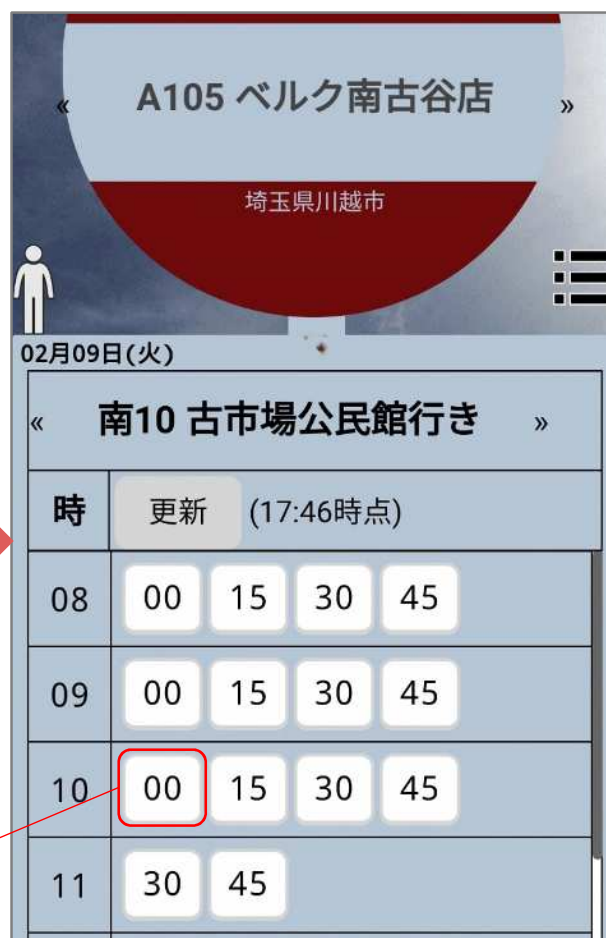 « A105 ベルク南古谷店 »
埼玉県川越市
02月09日(火)
« 南10 古市場公民館行き »
時 更新 (17:46時点)
08 00 15 30 45
09 00 15 30 45
10 00 15 30 45
11 30 45